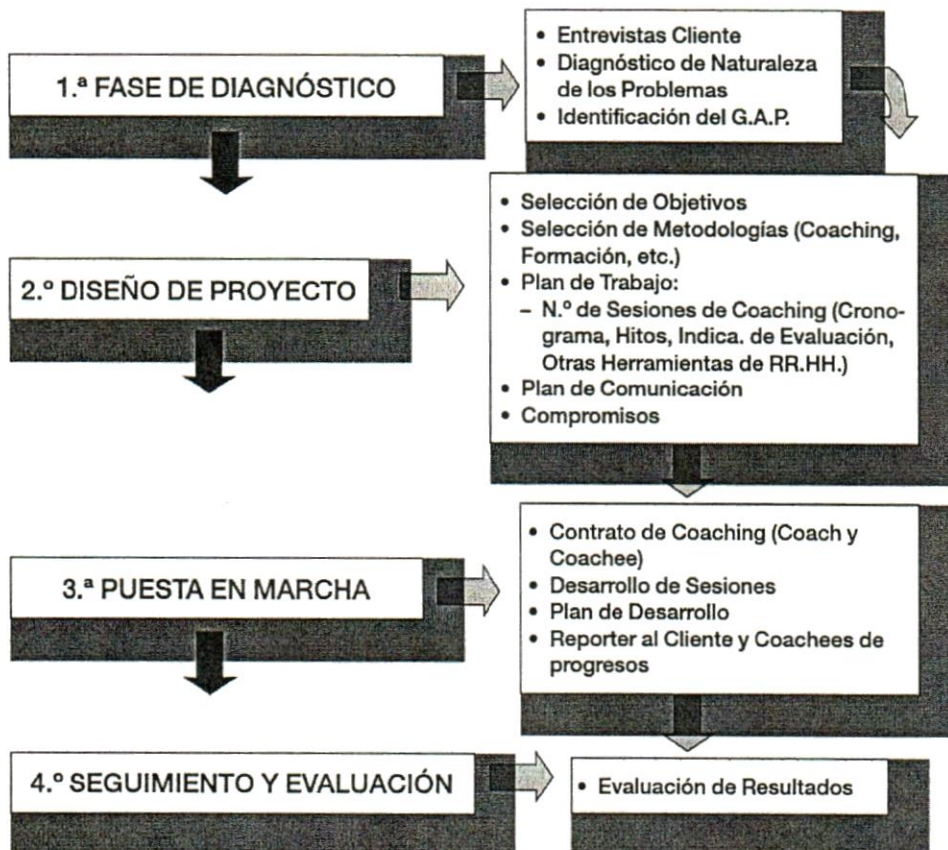 1.ª FASE DE DIAGNÓSTICO
• Entrevistas Cliente
• Diagnóstico de Naturaleza
de los Problemas
• Identificación del G.A.P.
2.º DISEÑO DE PROYECTO
• Selección de Objetivos
• Selección de Metodologías (Coaching,
Formación, etc.)
• Plan de Trabajo:
– N.º de Sesiones de Coaching (Crono-
grama, Hitos, Indica. de Evaluación,
Otras Herramientas de RR.HH.)
• Plan de Comunicación
• Compromisos
3.ª PUESTA EN MARCHA
• Contrato de Coaching (Coach y
Coachee)
• Desarrollo de Sesiones
• Plan de Desarrollo
• Reporter al Cliente y Coachees de
progresos
4.º SEGUIMIENTO Y EVALUACIÓN
• Evaluación de Resultados